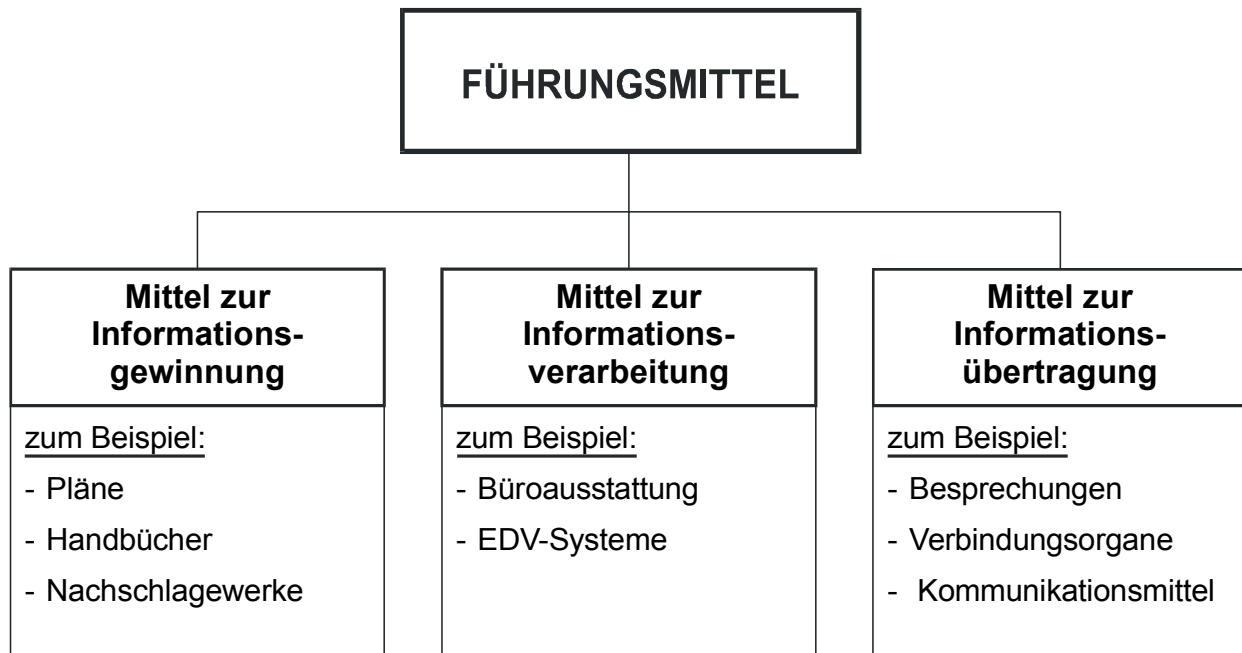 FÜHRUNGSMITTEL
Mittel zur
Informations-
gewinnung
zum Beispiel:
- Pläne
- Handbücher
- Nachschlagewerke
Mittel zur
Informations-
verarbeitung
zum Beispiel:
- Büroausstattung
- EDV-Systeme
Mittel zur
Informations-
übertragung
zum Beispiel:
- Besprechungen
- Verbindungsorgane
- Kommunikationsmittel